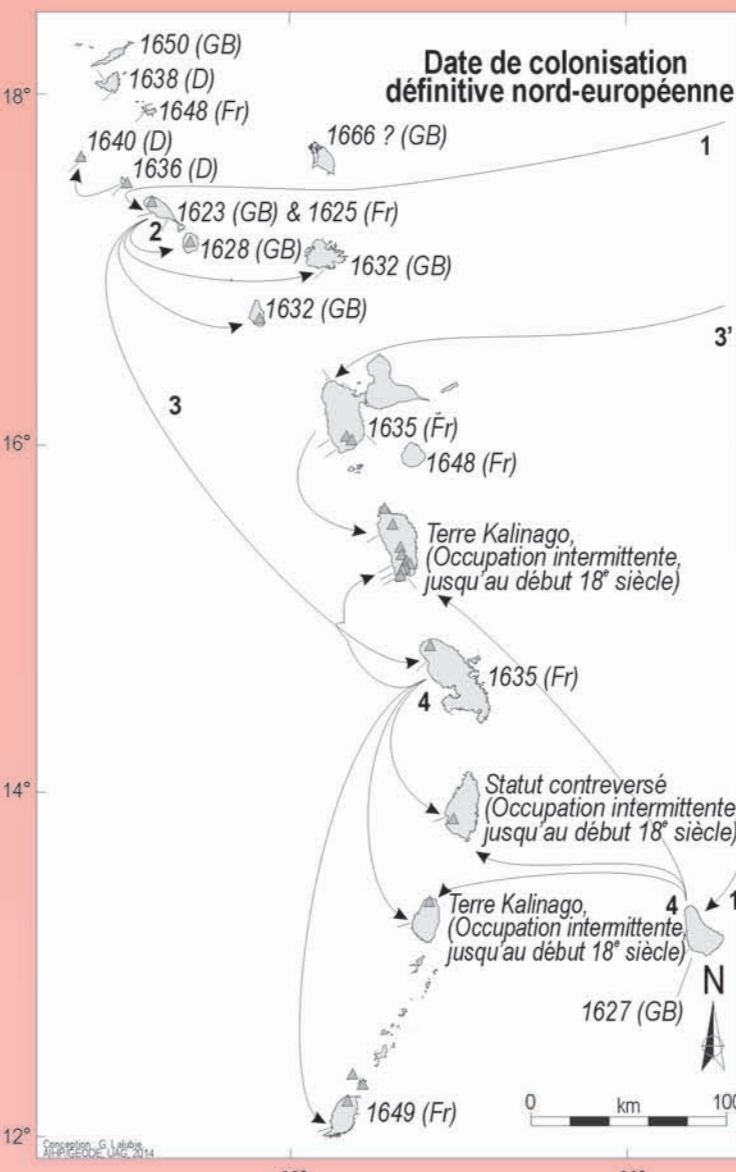 Date de colonisation
définitive nord-européenne
1650 (GB)
1638 (D)
18°
1648 (Fr)
1640 (D)
1666 ? (GB)
1
1636 (D)
1623 (GB) & 1625 (Fr)
2
1628 (GB)
1632 (GB)
1632 (GB)
3'
3
1635 (Fr)
16°
1648 (Fr)
Terre Kalinago,
(Occupation intermittente,
jusqu'au début 18e siècle)
1635 (Fr)
4
14°
Statut contreversé
(Occupation intermittente
jusqu'au début 18e siècle)
4
1
Terre Kalinago,
(Occupation intermittente,
jusqu'au début 18e siècle)
N
1627 (GB)
0
km
100
1649 (Fr)
12°
Conception : G. Lalubie,
AIHP/GEODE, UAG, 2014